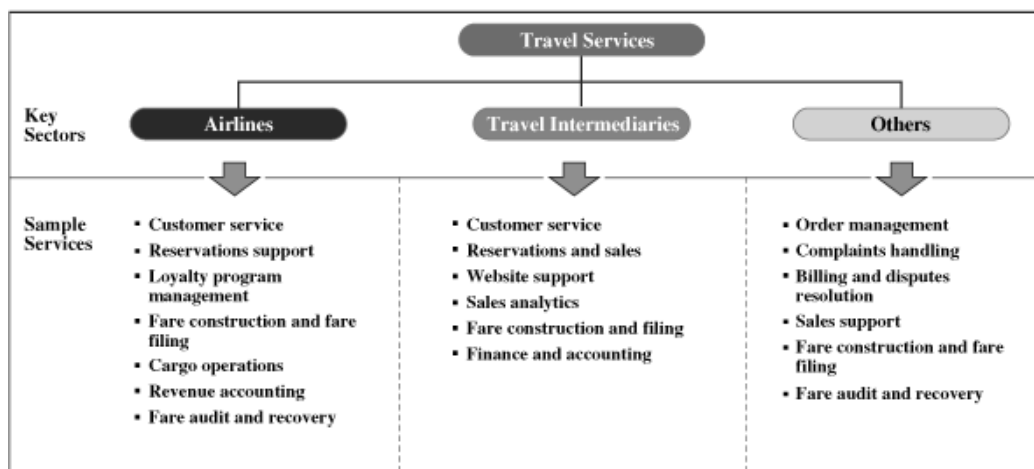 Travel Services
Key
Sectors
Airlines
Travel Intermediaries
Others
Sample
Services
▪ Customer service
▪ Reservations support
▪ Loyalty program
management
▪ Fare construction and fare
filing
▪ Cargo operations
▪ Revenue accounting
▪ Fare audit and recovery
▪ Customer service
▪ Reservations and sales
▪ Website support
▪ Sales analytics
▪ Fare construction and filing
▪ Finance and accounting
▪ Order management
▪ Complaints handling
▪ Billing and disputes
resolution
▪ Sales support
▪ Fare construction and fare
filing
▪ Fare audit and recovery